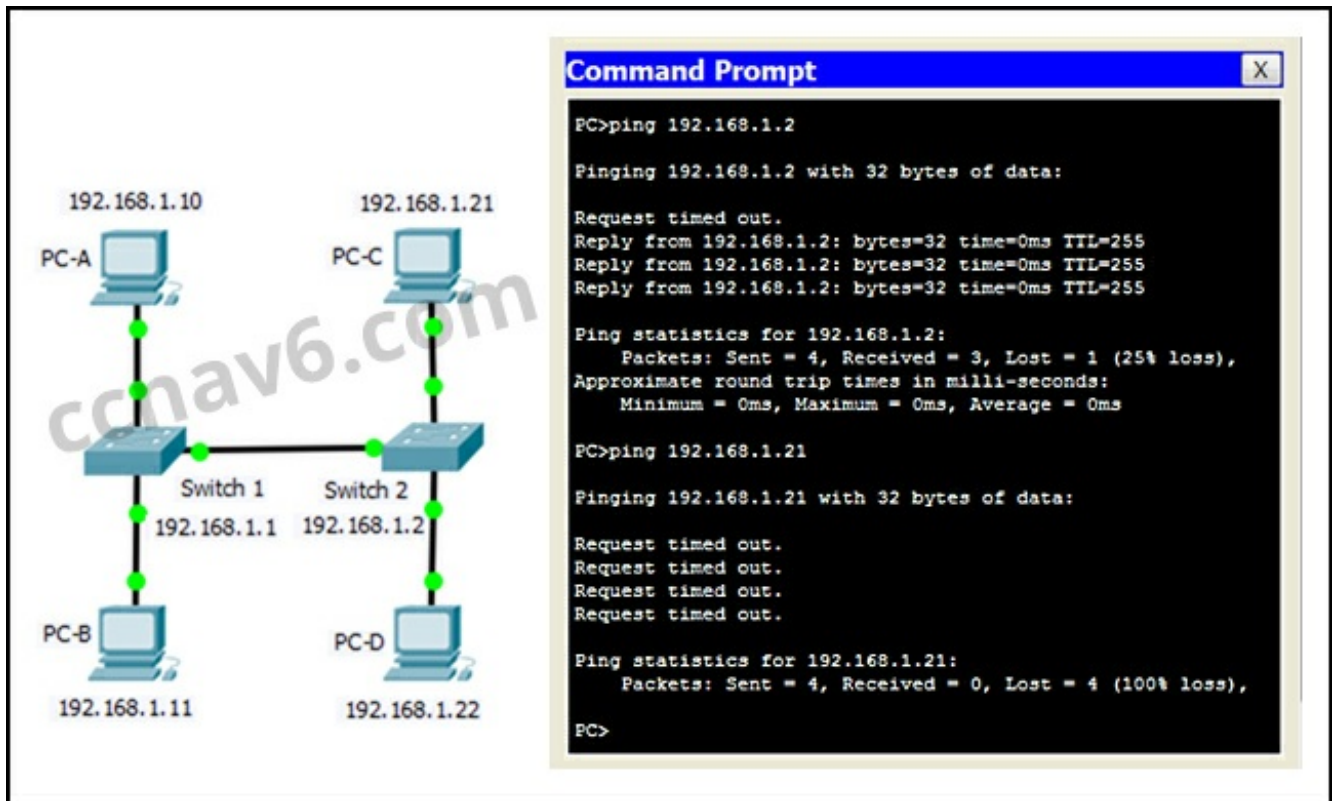 192.168.1.10
192.168.1.21
PC-A
PC-C
Switch 1
Switch 2
192.168.1.1
192.168.1.2
PC-B
PC-D
192.168.1.11
192.168.1.22
ccnav6.com
Command Prompt
X
PC>ping 192.168.1.2
Pinging 192.168.1.2 with 32 bytes of data:
Request timed out.
Reply from 192.168.1.2: bytes=32 time=0ms TTL=255
Reply from 192.168.1.2: bytes=32 time=0ms TTL=255
Reply from 192.168.1.2: bytes=32 time=0ms TTL=255
Ping statistics for 192.168.1.2:
Packets: Sent = 4, Received = 3, Lost = 1 (25% loss),
Approximate round trip times in milli-seconds:
Minimum = 0ms, Maximum = 0ms, Average = 0ms
PC>ping 192.168.1.21
Pinging 192.168.1.21 with 32 bytes of data:
Request timed out.
Request timed out.
Request timed out.
Request timed out.
Ping statistics for 192.168.1.21:
Packets: Sent = 4, Received = 0, Lost = 4 (100% loss),
PC>